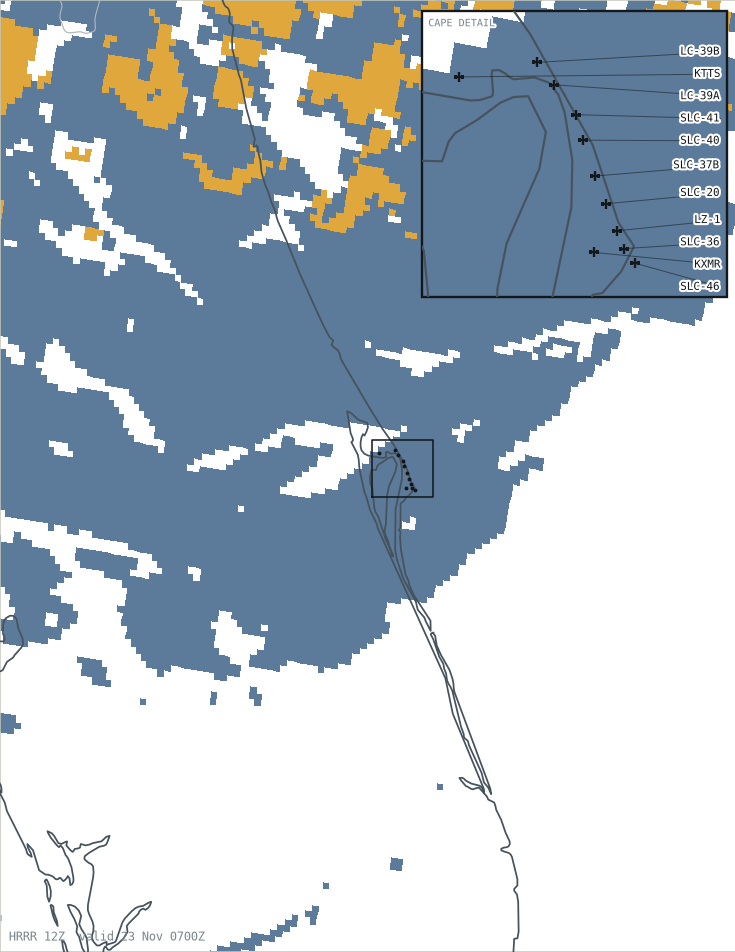 CAPE DETAIL
LC-39B
KTTS
LC-39A
SLC-41
SLC-40
SLC-37B
SLC-20
LZ-1
SLC-36
KXMR
SLC-46
HRRR 12Z  valid 23 Nov 0700Z